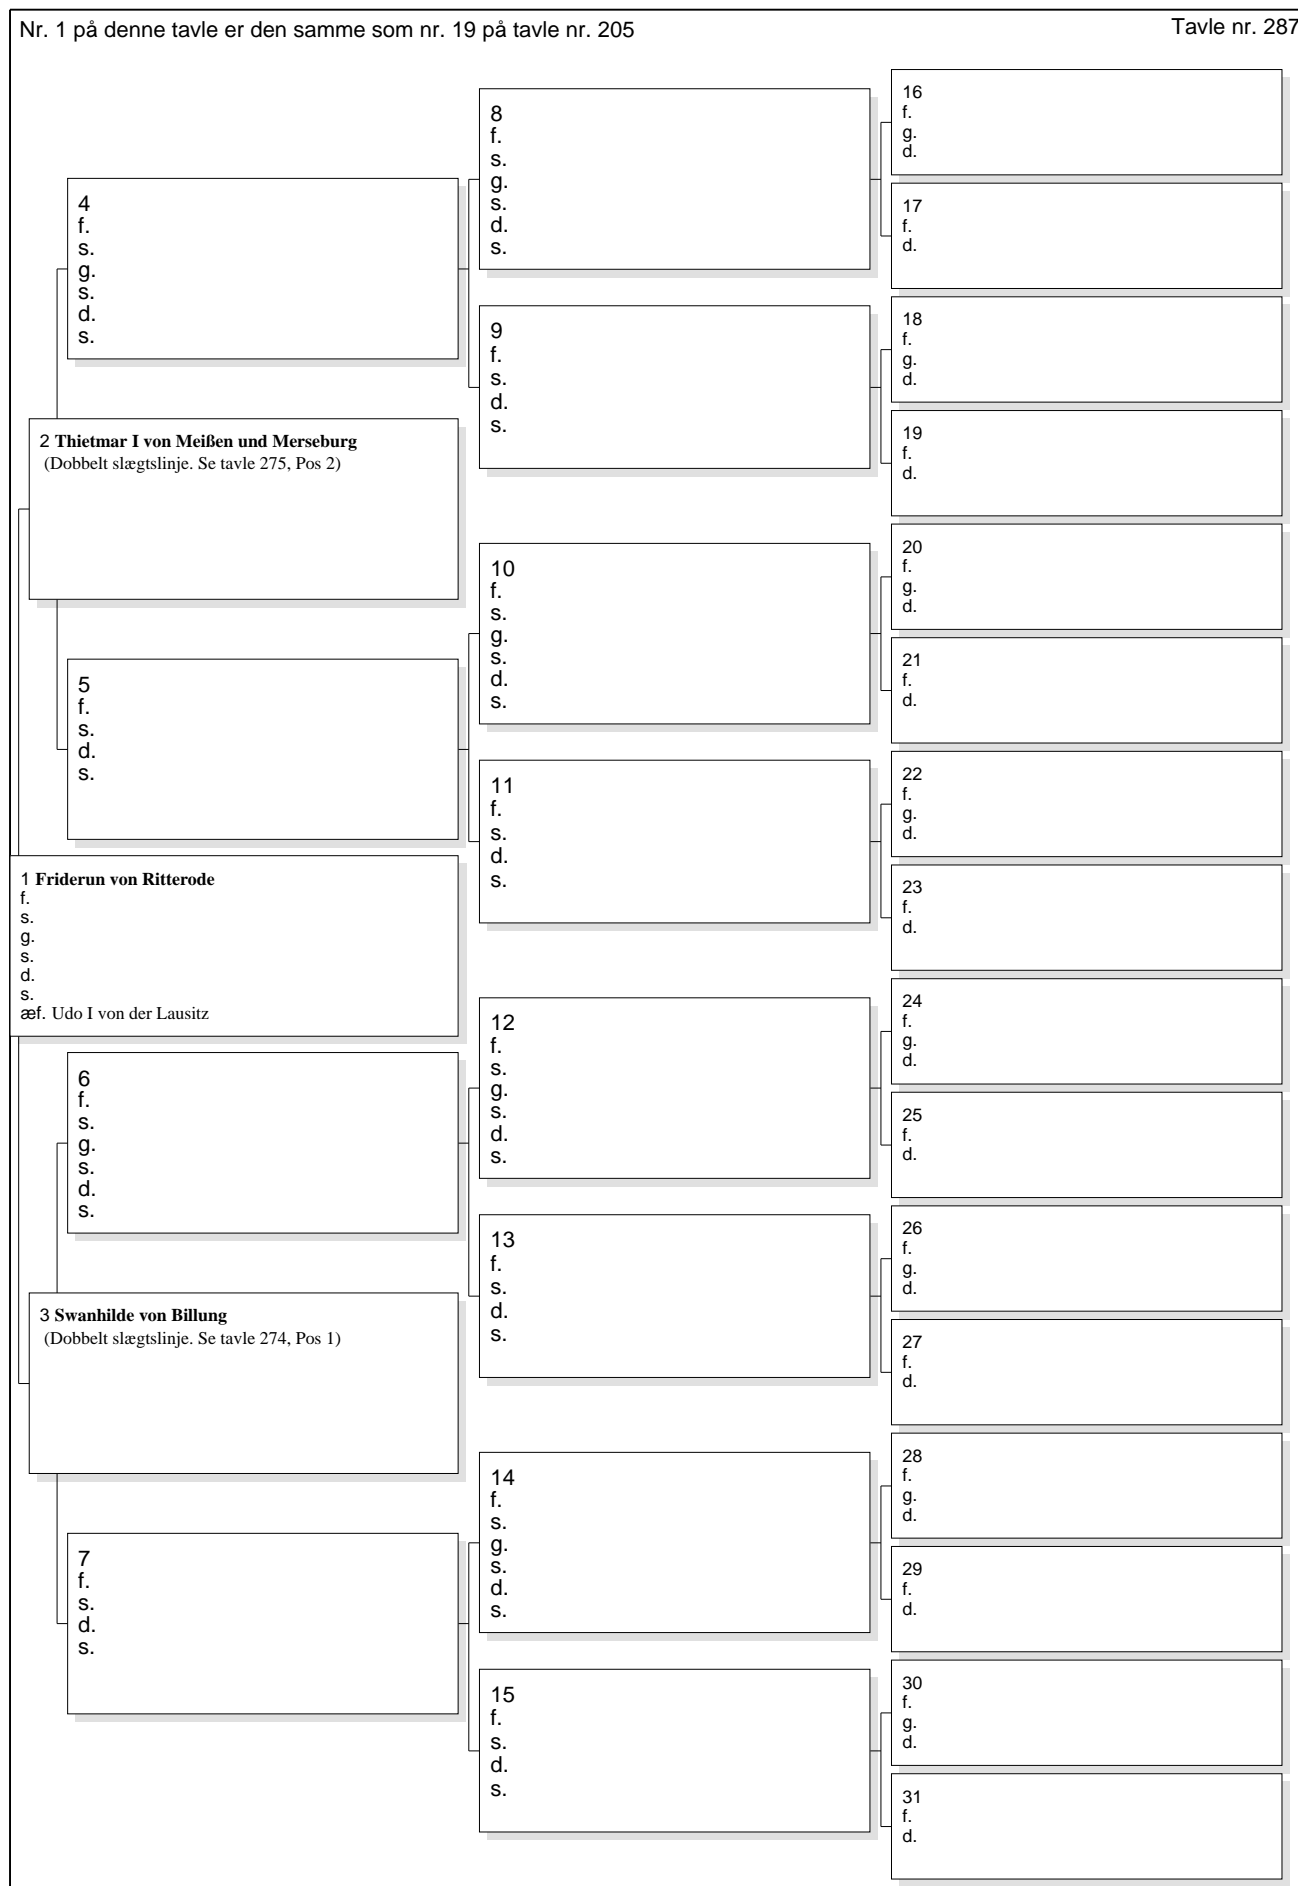 Nr. 1 på denne tavle er den samme som nr. 19 på tavle nr. 205
Tavle nr. 287
1 Friderun von Ritterode
f.
s.
g.
s.
d.
s.
æf. Udo I von der Lausitz
2 Thietmar I von Meißen und Merseburg
(Dobbelt slægtslinje. Se tavle 275, Pos 2)
3 Swanhilde von Billung
(Dobbelt slægtslinje. Se tavle 274, Pos 1)
4
f.
s.
g.
s.
d.
s.
5
f.
s.
d.
s.
6
f.
s.
g.
s.
d.
s.
7
f.
s.
d.
s.
8
f.
s.
g.
s.
d.
s.
9
f.
s.
d.
s.
10
f.
s.
g.
s.
d.
s.
11
f.
s.
d.
s.
12
f.
s.
g.
s.
d.
s.
13
f.
s.
d.
s.
14
f.
s.
g.
s.
d.
s.
15
f.
s.
d.
s.
16
f.
g.
d.
17
f.
d.
18
f.
g.
d.
19
f.
d.
20
f.
g.
d.
21
f.
d.
22
f.
g.
d.
23
f.
d.
24
f.
g.
d.
25
f.
d.
26
f.
g.
d.
27
f.
d.
28
f.
g.
d.
29
f.
d.
30
f.
g.
d.
31
f.
d.